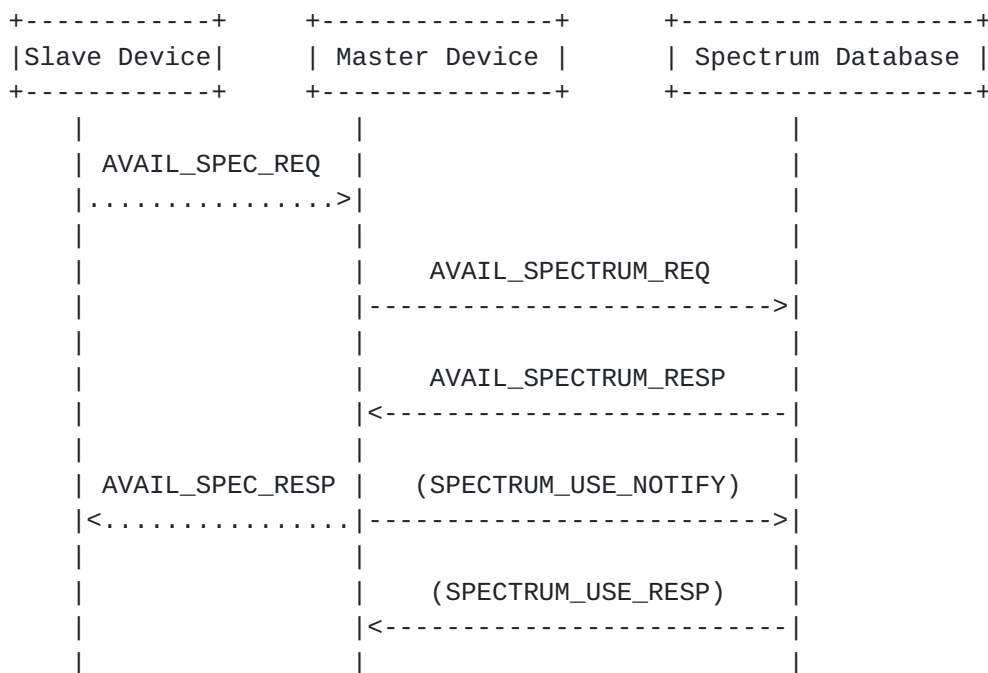 Slave Device Master Device Spectrum Database
AVAIL_SPEC_REQ
AVAIL_SPECTRUM_REQ
AVAIL_SPECTRUM_RESP
AVAIL_SPEC_RESP (SPECTRUM_USE_NOTIFY)
(SPECTRUM_USE_RESP)